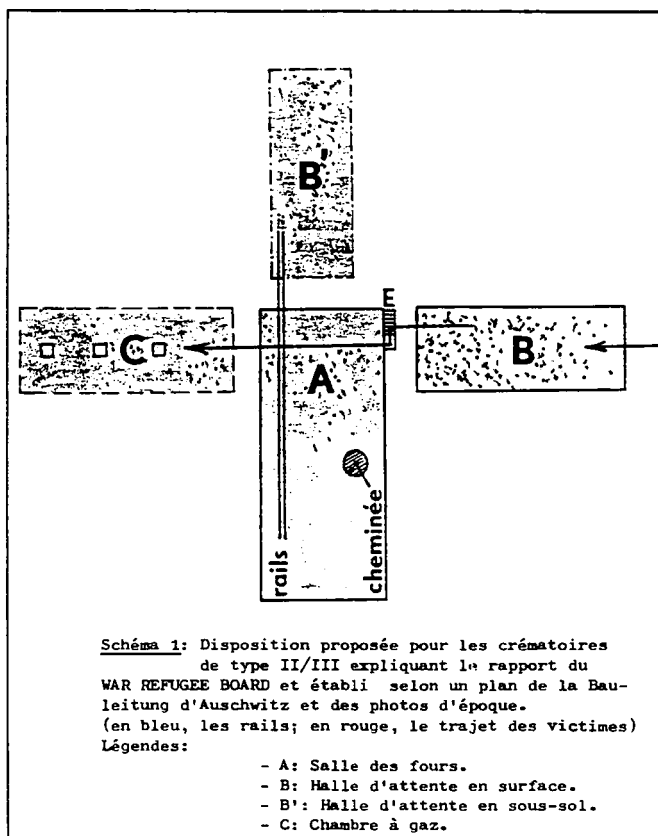 B'
E
C
A
B
rails
cheminée
Schéma 1: Disposition proposée pour les crématoires
de type II/III expliquant le rapport du
WAR REFUGEE BOARD et établi selon un plan de la Bau-
leitung d'Auschwitz et des photos d'époque.
(en bleu, les rails; en rouge, le trajet des victimes)
Légendes:
- A: Salle des fours.
- B: Halle d'attente en surface.
- B': Halle d'attente en sous-sol.
- C: Chambre à gaz.